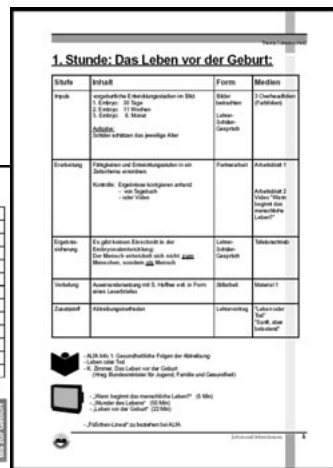 1. Stunde: Das Leben vor der Geburt:
Stufe Inhalt Form Medien
Impuls vorgeburtliche Entwicklungsstadien im Bild Bilder 3 Overheadfolien
1. Embryo: 30 Tage betrachten (Farbfolien)
2. Embryo: 11 Wochen
3. Embryo: 6. Monat Lehrer-
Schüler-
Aufgabe: Gespräch
Schüler schätzen das jeweilige Alter
Erarbeitung Fähigkeiten und Entwicklungsstufen in ein Partnerarbeit Arbeitsblatt 1
Zeitschema einordnen
Kontrolle: Ergebnisse korrigieren anhand
- von Tagebuch Arbeitsblatt 2
- oder Video Video "Wann
beginnt das
menschliche
Leben?"
Ergebnis- Es gibt keinen Einschnitt in der Lehrer- Tafelanschrieb
sicherung Embryonalentwicklung: Schüler-
Der Mensch entwickelt sich nicht zum Gespräch
Menschen, sondern als Mensch
Vertiefung Auseinandersetzung mit S. Haffner evtl. in Form Stillarbeit Material 1
eines Leserbriefes
Zusatzstoff Abtreibungsmethoden Lehrervortrag "Leben oder
Tod"
"Sanft, aber
- ALfA Info 1: Gesundheitliche Folgen der Abtreibung
- Leben oder Tod
- K. Zimmer, Das Leben vor der Geburt
(Hrsg. Bundesminister für Jugend, Familie und Gesundheit)
- „Wann beginnt das menschliche Leben?“ (6 Min)
- „Wunder des Lebens“
- „Leben vor der Geburt“ (22 Min)
- „Füßchen-Lineal“ zu beziehen bei ALfA